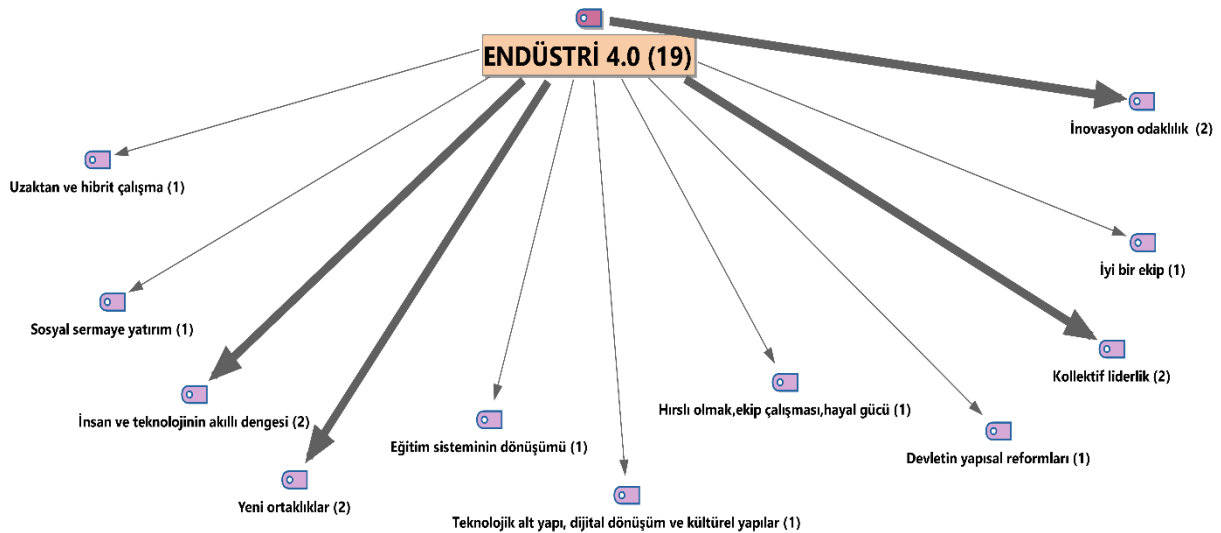 ENDÜSTRİ 4.0 (19)
İnovasyon odaklılık (2)
Uzaktan ve hibrit çalışma (1)
İyi bir ekip (1)
Sosyal sermaye yatırım (1)
Kollektif liderlik (2)
İnsan ve teknolojinin akıllı dengesi (2)
Hırslı olmak,ekip çalışması,hayal gücü (1)
Eğitim sisteminin dönüşümü (1)
Devletin yapısal reformları (1)
Yeni ortaklıklar (2)
Teknolojik alt yapı, dijital dönüşüm ve kültürel yapılar (1)